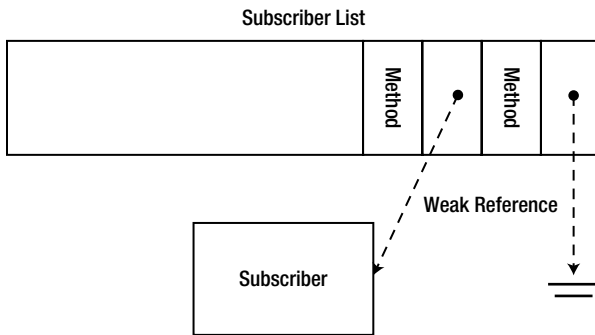 Subscriber List
Method
Method
Weak Reference
Subscriber